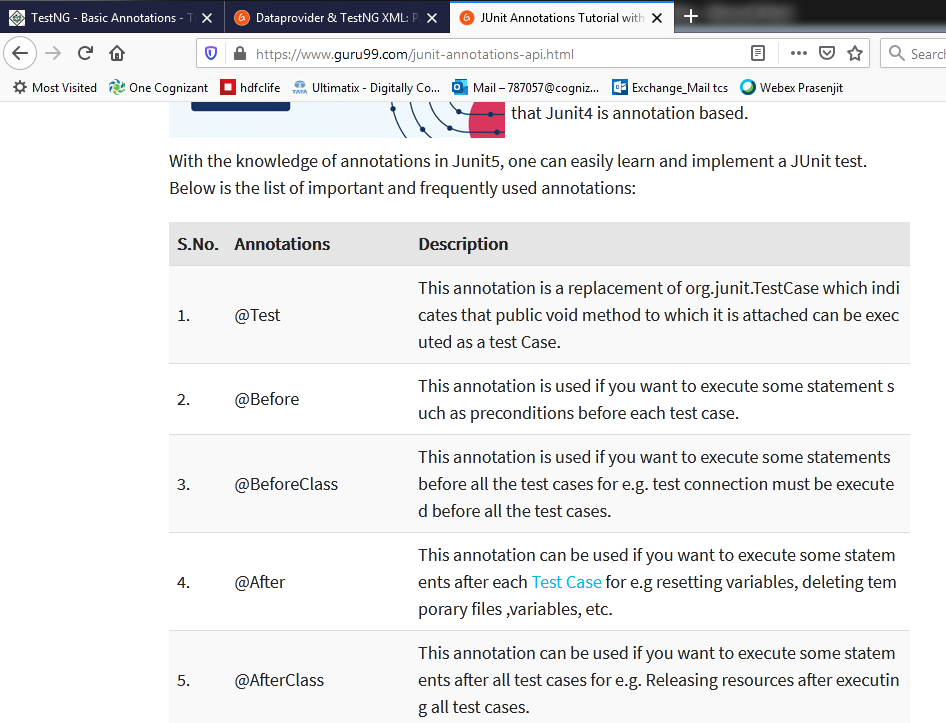 TestNG - Basic Annotations - T
Dataprovider & TestNG XML: P
JUnit Annotations Tutorial with
https://www.guru99.com/junit-annotations-api.html
Search
Most Visited
One Cognizant
hdfclife
TATA
Ultimatix - Digitally Co...
Mail – 787057@cogniz...
Exchange_Mail tcs
Webex Prasenjit
that Junit4 is annotation based.
With the knowledge of annotations in Junit5, one can easily learn and implement a JUnit test.
Below is the list of important and frequently used annotations:
S.No. Annotations Description
This annotation is a replacement of org.junit.TestCase which indi
1. @Test cates that public void method to which it is attached can be exec
uted as a test Case.
This annotation is used if you want to execute some statement s
2. @Before
uch as preconditions before each test case.
This annotation is used if you want to execute some statements
3. @BeforeClass before all the test cases for e.g. test connection must be execute
d before all the test cases.
This annotation can be used if you want to execute some statem
4. @After ents after each Test Case for e.g resetting variables, deleting tem
porary files ,variables, etc.
This annotation can be used if you want to execute some statem
5. @AfterClass ents after all test cases for e.g. Releasing resources after executin
g all test cases.